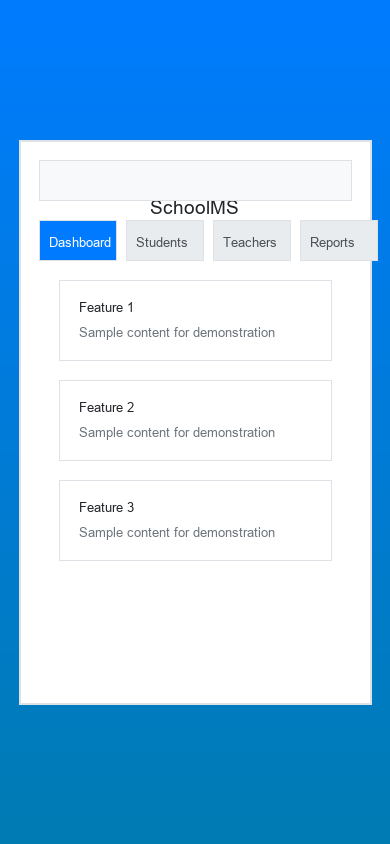 SchoolMS
Dashboard Students Teachers Reports
Feature 1
Sample content for demonstration
Feature 2
Sample content for demonstration
Feature 3
Sample content for demonstration